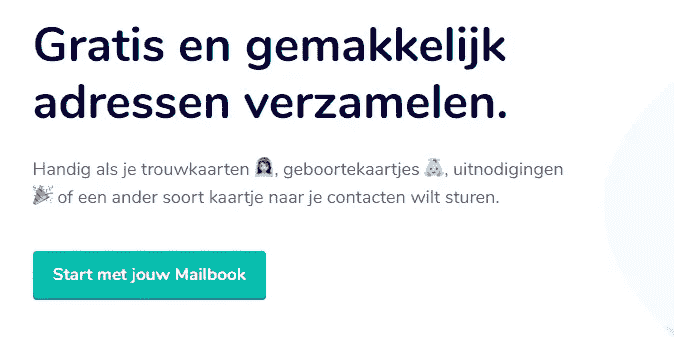 Gratis en gemakkelijk
adressen verzamelen.
Handig als je trouwkaarten 👰, geboortekaartjes 👶, uitnodigingen
🎉 of een ander soort kaartje naar je contacten wilt sturen.
Start met jouw Mailbook